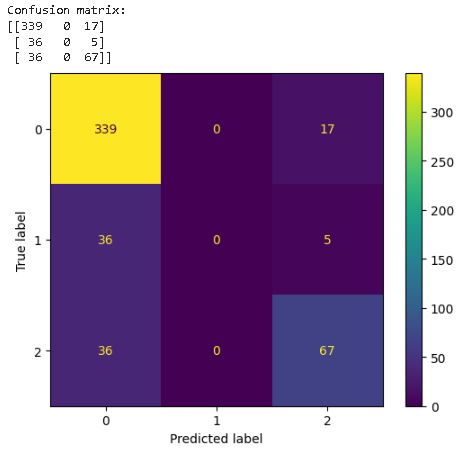 Confusion matrix:
[[339 0 17]
[ 36 0 5]
[ 36 0 67]]
0 339 0 17 300
250
200
True label
1 36 0 5
150
100
2 36 0 67
50
0
0 1 2
Predicted label